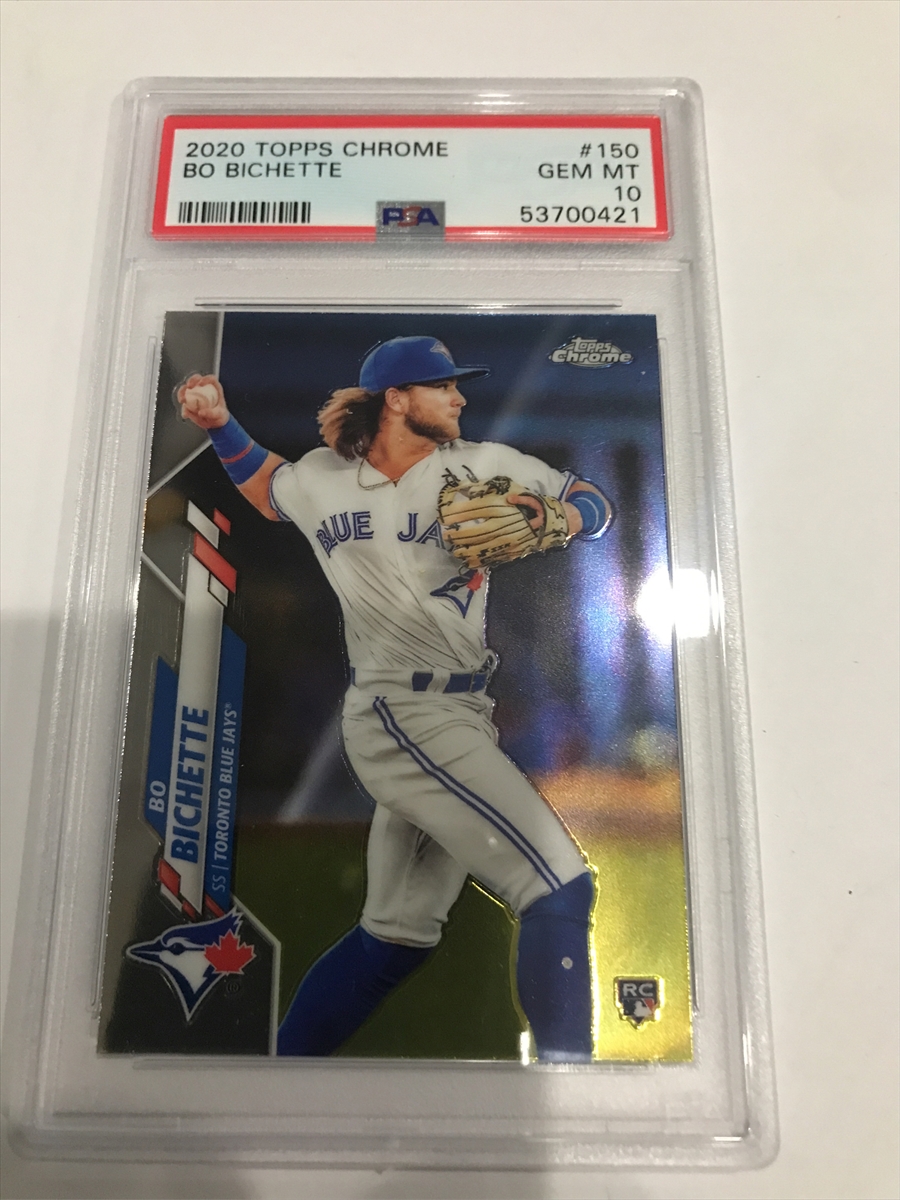 2020 TOPPS CHROME #150
BO BICHETTE GEM MT
10
PSA 53700421
Topps
Chrome
BLUE JA
BO
BICHETTE
SS | TORONTO BLUE JAYS®
RC